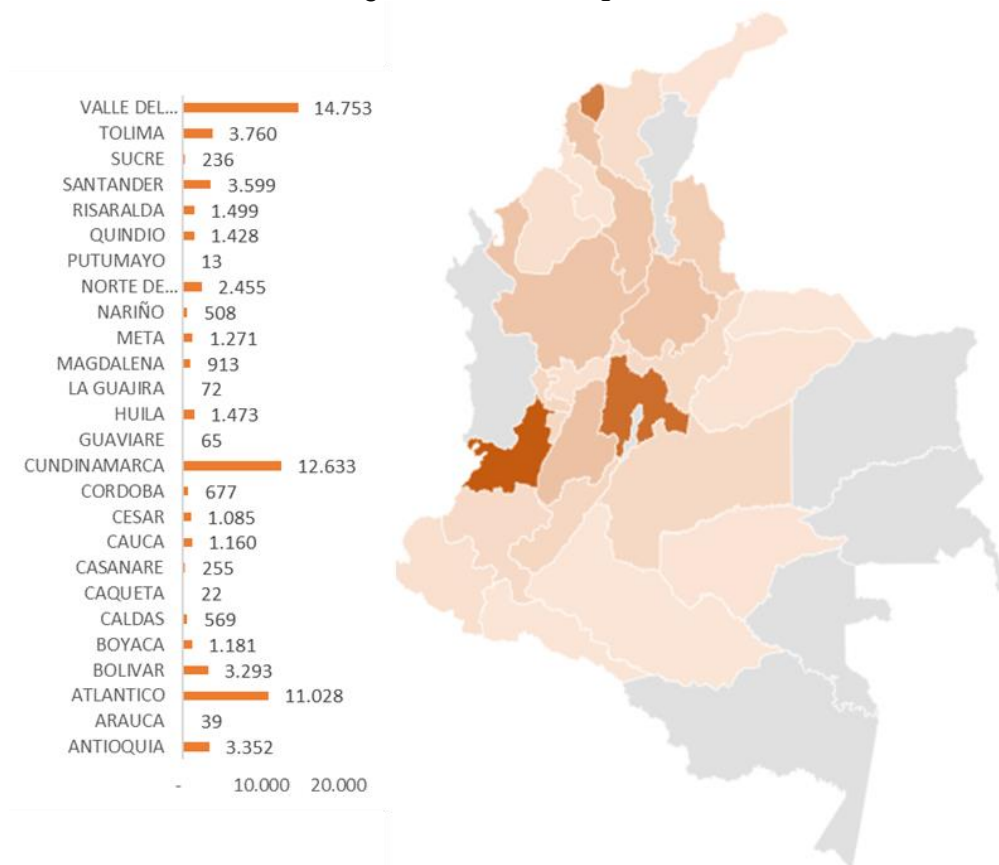 VALLE DEL... 14.753
TOLIMA 3.760
SUCRE 236
SANTANDER 3.599
RISARALDA 1.499
QUINDIO 1.428
PUTUMAYO 13
NORTE DE... 2.455
NARIÑO 508
META 1.271
MAGDALENA 913
LA GUAJIRA 72
HUILA 1.473
GUAVIARE 65
CUNDINAMARCA 12.633
CORDOBA 677
CESAR 1.085
CAUCA 1.160
CASANARE 255
CAQUETA 22
CALDAS 569
BOYACA 1.181
BOLIVAR 3.293
ATLANTICO 11.028
ARAUCA 39
ANTIOQUIA 3.352
- 10.000 20.000